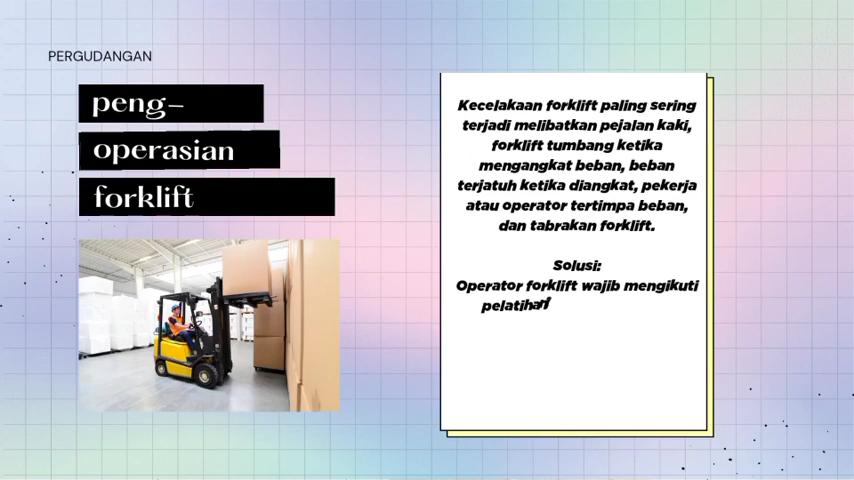 PERGUDANGAN
peng–
operasian
forklift
Kecelakaan forklift paling sering
terjadi melibatkan pejalan kaki,
forklift tumbang ketika
mengangkat beban, beban
terjatuh ketika diangkat, pekerja
atau operator tertimpa beban,
dan tabrakan forklift.
Solusi:
Operator forklift wajib mengikuti
pelatihan